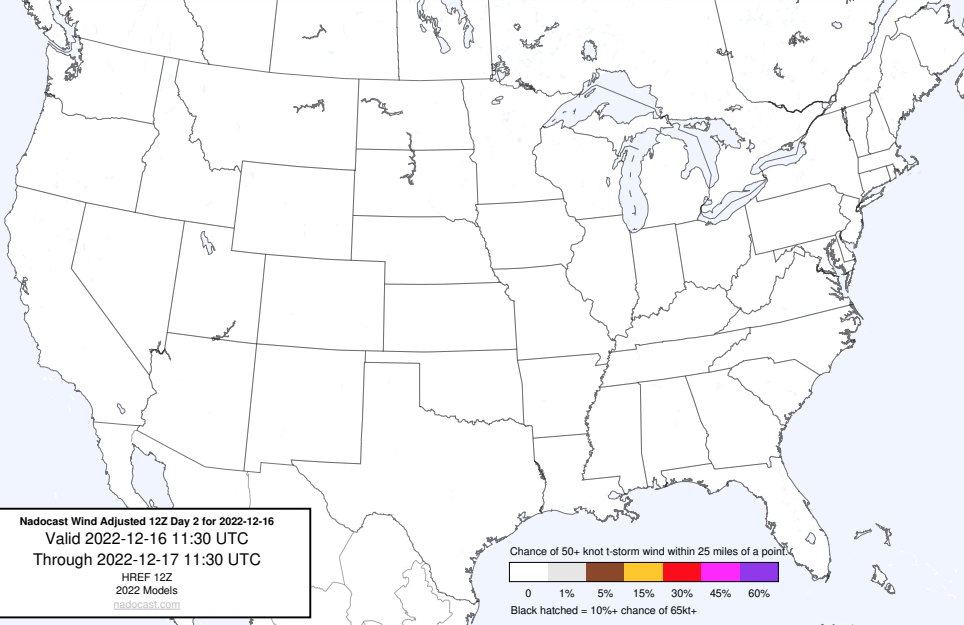 Nadocast Wind Adjusted 12Z Day 2 for 2022-12-16
Valid 2022-12-16 11:30 UTC
Through 2022-12-17 11:30 UTC
HREF 12Z
2022 Models
nadocast.com
Chance of 50+ knot t-storm wind within 25 miles of a point.
0 1% 5% 15% 30% 45% 60%
Black hatched = 10%+ chance of 65kt+